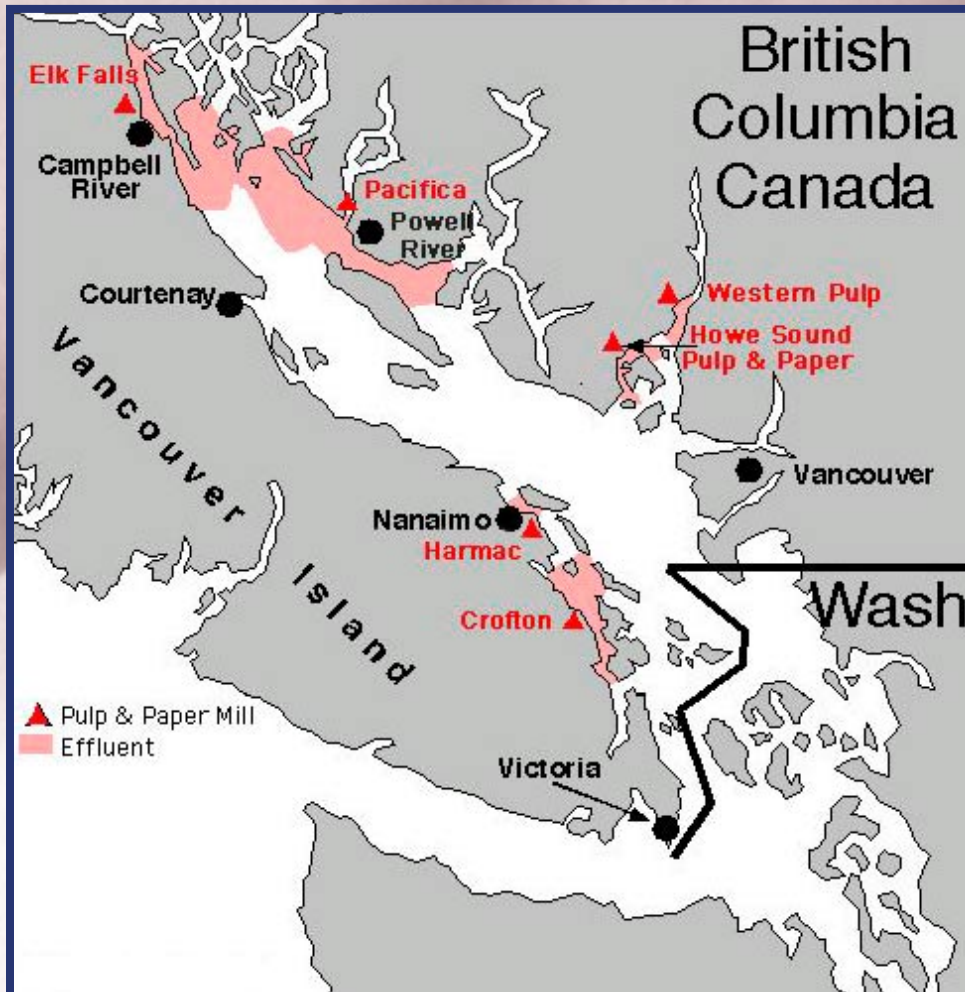 British
Columbia
Canada
Elk Falls
Campbell
River
Pacifica
Powell
River
Courtenay
Western Pulp
Howe Sound
Pulp & Paper
Vancouver
Vancouver
Island
Nanaimo
Harmac
Crofton
Wash
Pulp & Paper Mill
Effluent
Victoria